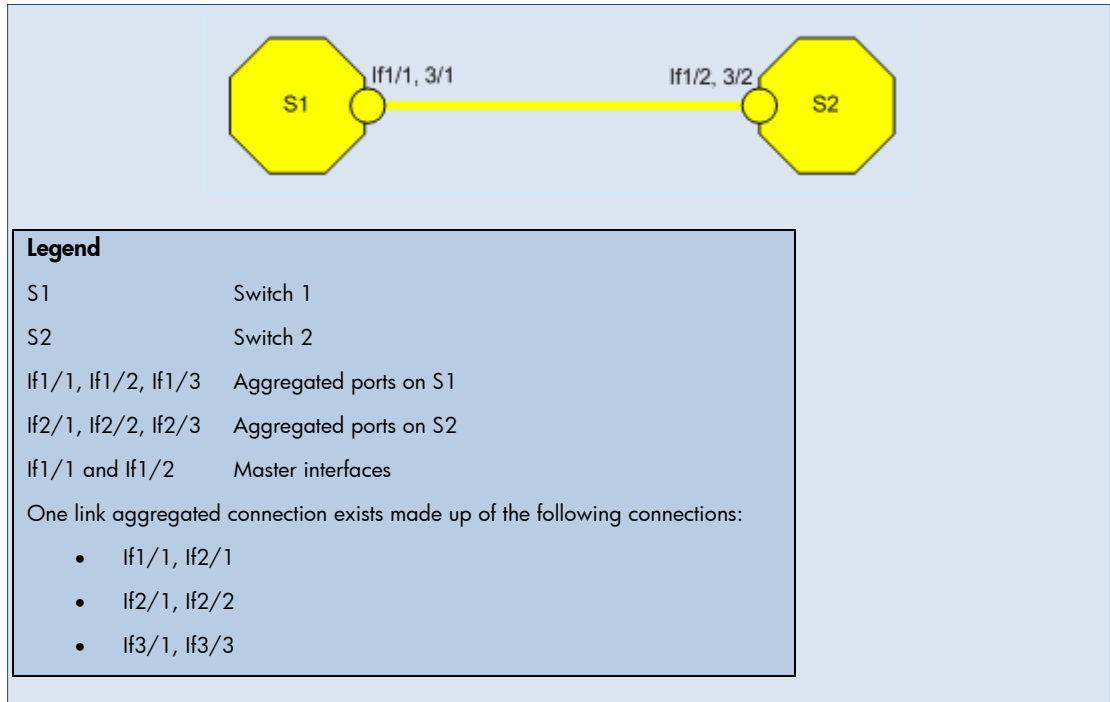 If1/1, 3/1
If1/2, 3/2
S1
S2
Legend
S1 Switch 1
S2 Switch 2
If1/1, If1/2, If1/3 Aggregated ports on S1
If2/1, If2/2, If2/3 Aggregated ports on S2
If1/1 and If1/2 Master interfaces
One link aggregated connection exists made up of the following connections:
• If1/1, If2/1
• If2/1, If2/2
• If3/1, If3/3